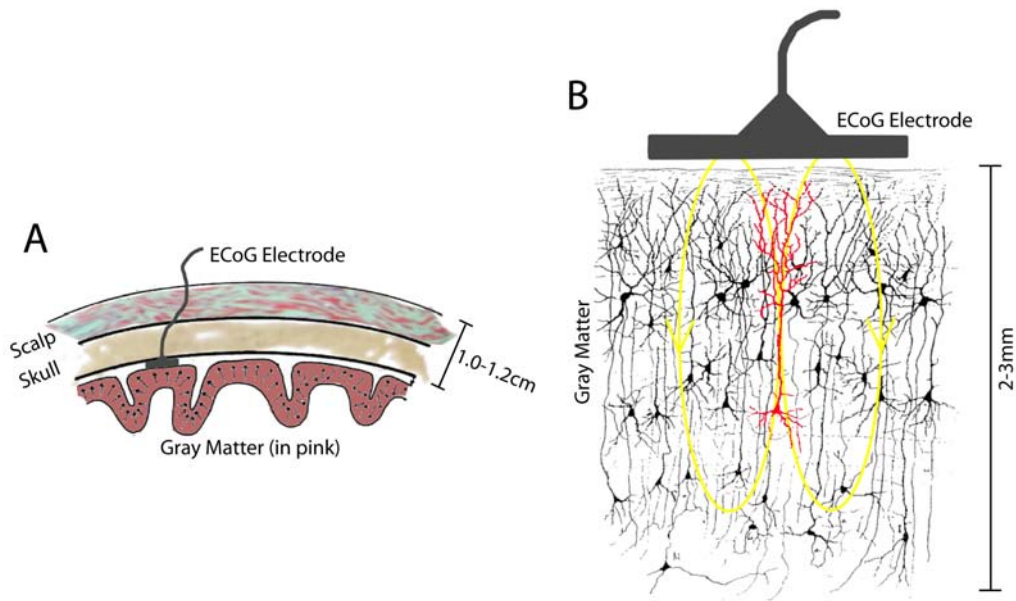 A
ECoG Electrode
Scalp
Skull
1.0-1.2cm
Gray Matter (in pink)
B
ECoG Electrode
Gray Matter
2-3mm